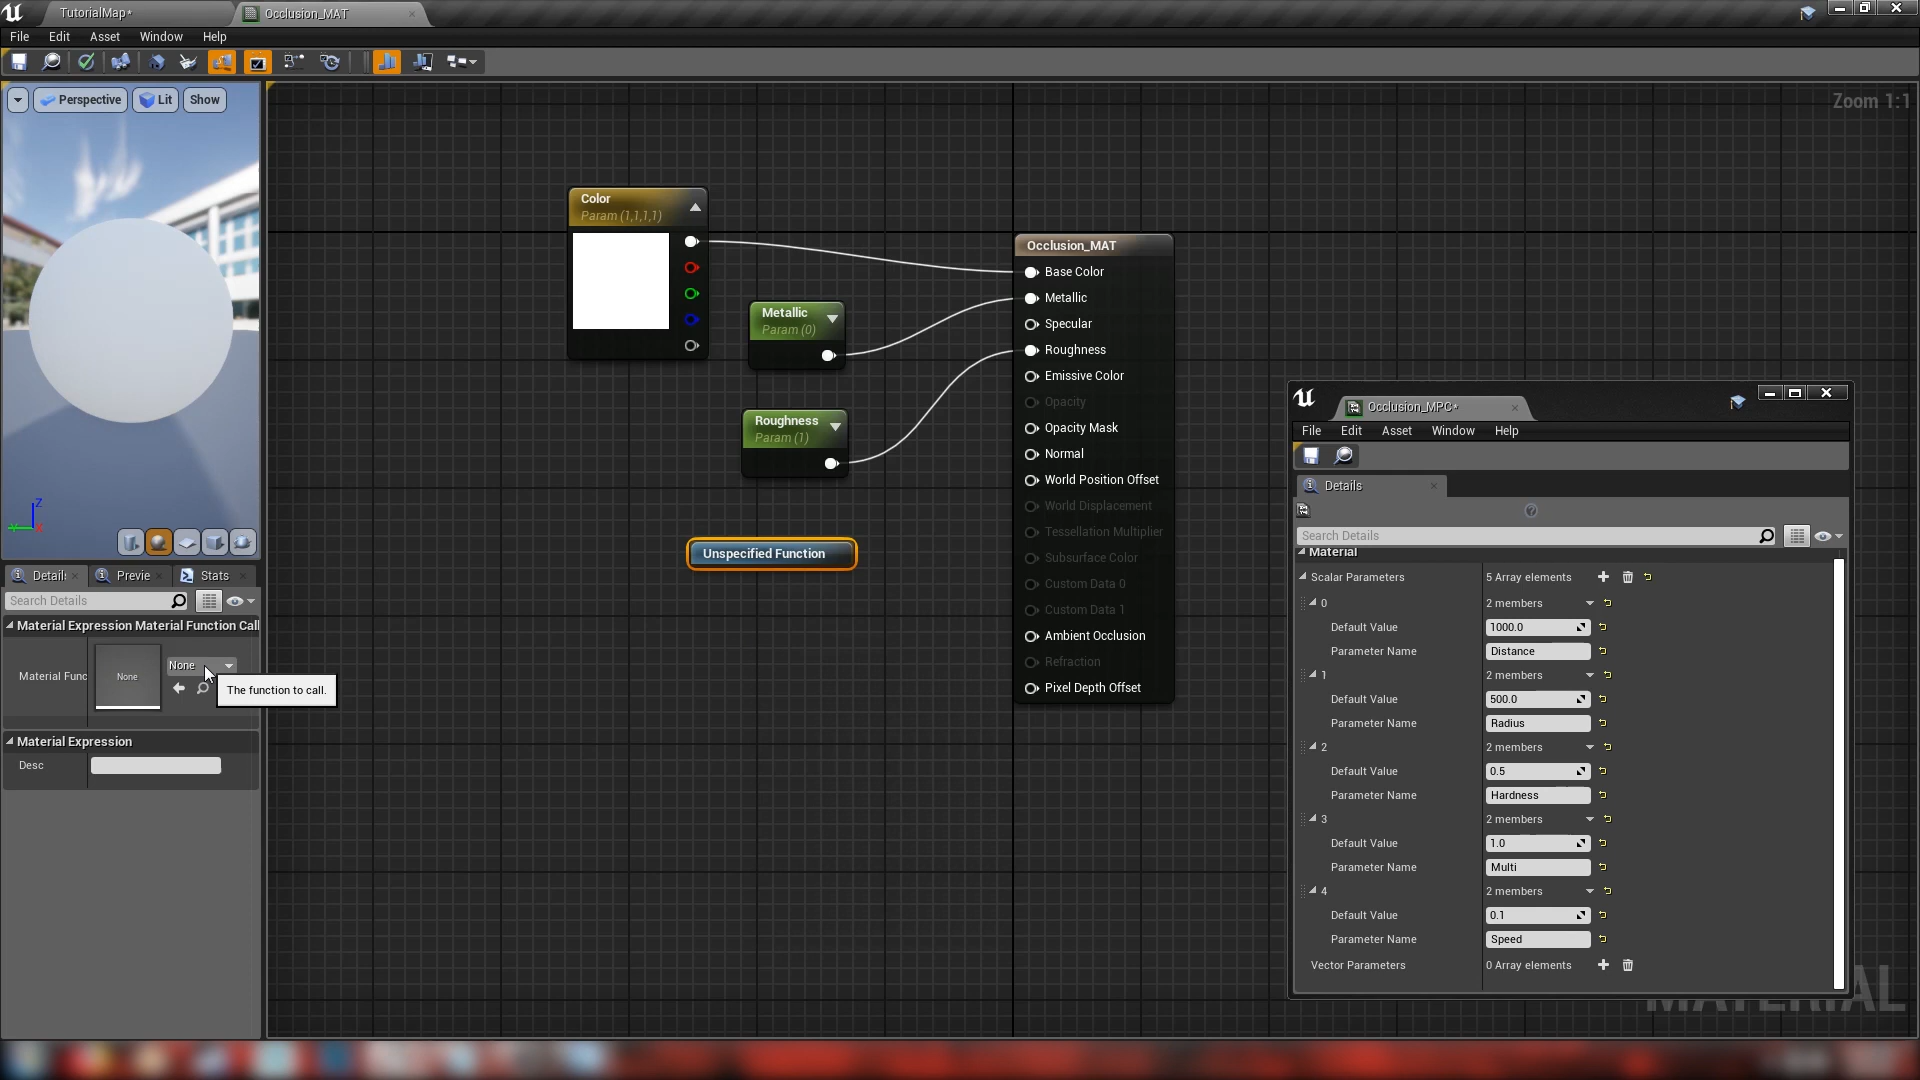 TutorialMap*
Occlusion_MAT
File Edit Asset Window Help
Perspective
Lit
Show
Zoom 1:1
Color
Param (1,1,1,1)
Metallic
Param (0)
Roughness
Param (1)
Unspecified Function
Occlusion_MAT
Base Color
Metallic
Specular
Roughness
Emissive Color
Opacity
Opacity Mask
Normal
World Position Offset
World Displacement
Tessellation Multiplier
Subsurface Color
Custom Data 0
Custom Data 1
Ambient Occlusion
Refraction
Pixel Depth Offset
Z
Details
Previe
Stats
Search Details
Material Expression Material Function Call
Material Func
None
None
The function to call.
Material Expression
Desc
Occlusion_MPC*
File Edit Asset Window Help
Details
Search Details
Material
Scalar Parameters 5 Array elements
0 2 members
Default Value 1000.0
Parameter Name Distance
1 2 members
Default Value 500.0
Parameter Name Radius
2 2 members
Default Value 0.5
Parameter Name Hardness
3 2 members
Default Value 1.0
Parameter Name Multi
4 2 members
Default Value 0.1
Parameter Name Speed
Vector Parameters 0 Array elements
MATERIAL